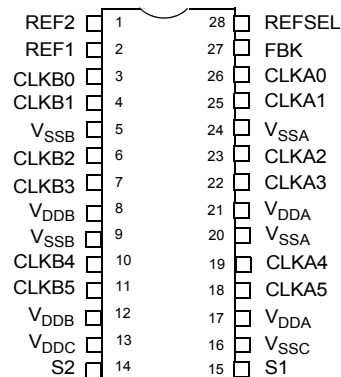 REF2 1 28 REFSEL
REF1 2 27 FBK
CLKB0 3 26 CLKA0
CLKB1 4 25 CLKA1
VSSB 5 24 VSSA
CLKB2 6 23 CLKA2
CLKB3 7 22 CLKA3
VDDB 8 21 VDDA
VSSB 9 20 VSSA
CLKB4 10 19 CLKA4
CLKB5 11 18 CLKA5
VDDB 12 17 VDDA
VDDC 13 16 VSSC
S2 14 15 S1